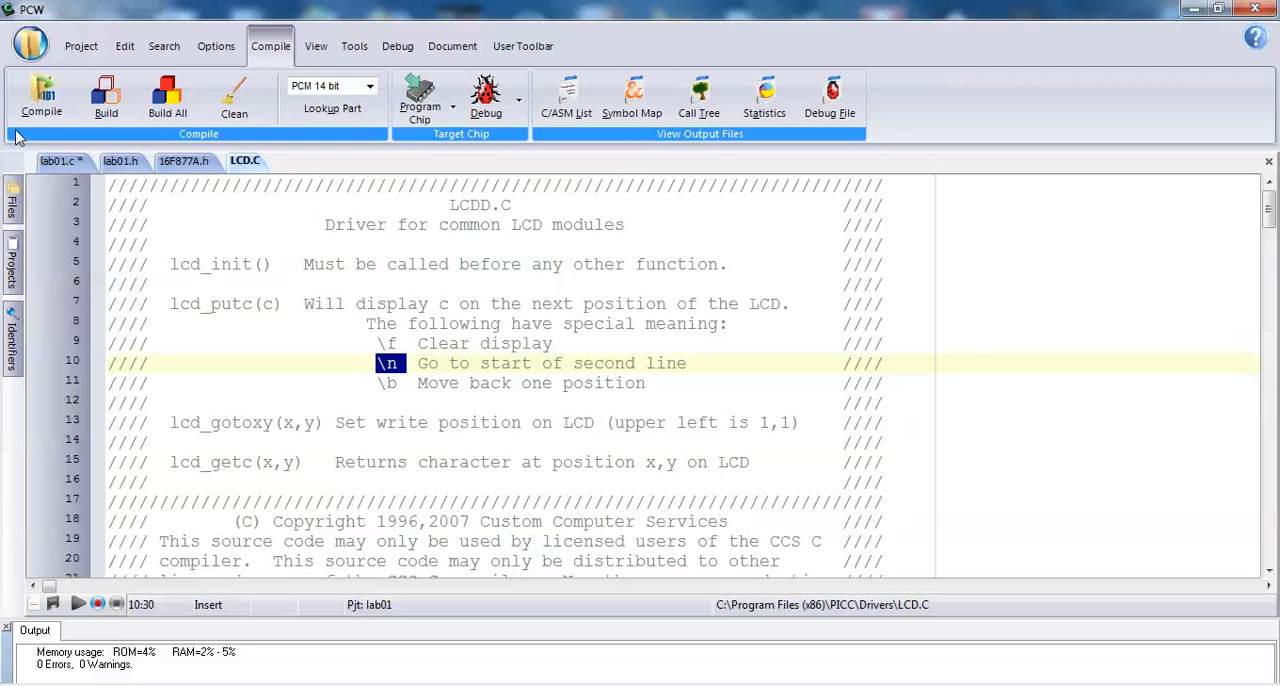 PCW
Project Edit Search Options Compile View Tools Debug Document User Toolbar
Compile Build Build All Clean PCM 14 bit Lookup Part Program Chip Debug C/ASM List Symbol Map Call Tree Statistics Debug File
Compile Target Chip View Output Files
lab01.c * lab01.h 16F877A.h LCD.C
1 ///////////////////////////////////////////////////////////////////////////
2 //// LCDD.C ////
3 //// Driver for common LCD modules ////
4 //// ////
5 //// lcd_init() Must be called before any other function. ////
6 //// ////
7 //// lcd_putc(c) Will display c on the next position of the LCD. ////
8 //// The following have special meaning: ////
9 //// \f Clear display ////
10 //// \n Go to start of second line ////
11 //// \b Move back one position ////
12 //// ////
13 //// lcd_gotoxy(x,y) Set write position on LCD (upper left is 1,1) ////
14 //// ////
15 //// lcd_getc(x,y) Returns character at position x,y on LCD ////
16 //// ////
17 ///////////////////////////////////////////////////////////////////////////
18 //// (C) Copyright 1996,2007 Custom Computer Services ////
19 //// This source code may only be used by licensed users of the CCS C ////
20 //// compiler. This source code may only be distributed to other ////
Files
Projects
Identifiers
10:30 Insert Pjt: lab01 C:\Program Files (x86)\PICC\Drivers\LCD.C
Output
Memory usage: ROM=4% RAM=2% - 5%
0 Errors, 0 Warnings.